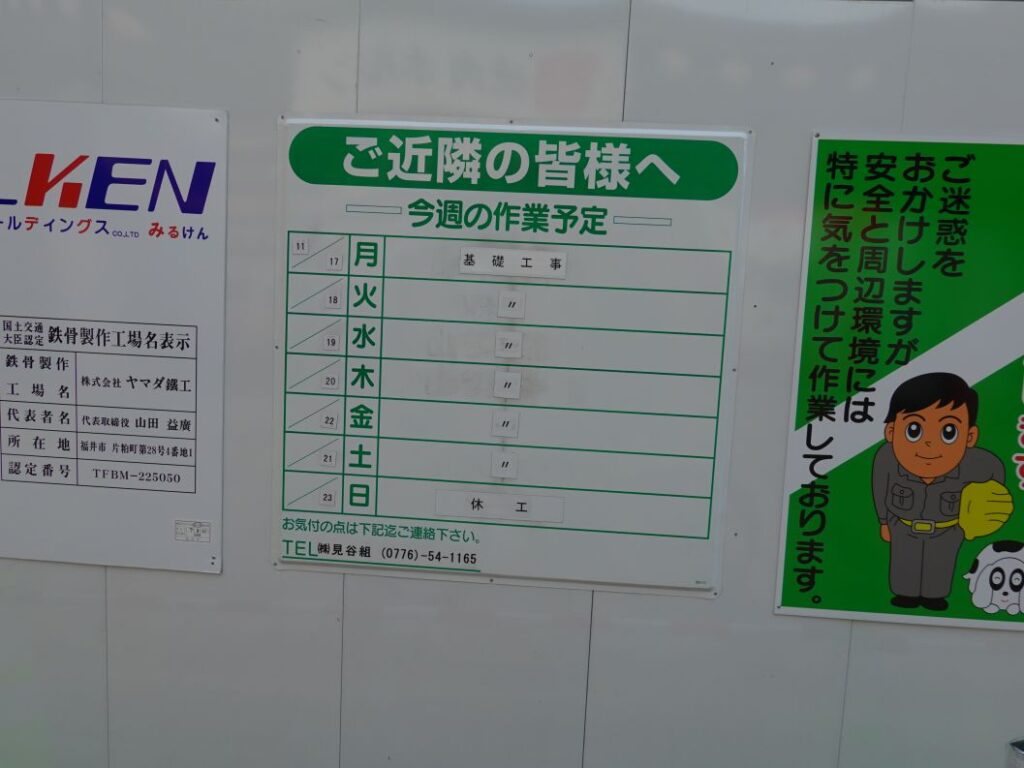 KEN
ールディングス CO.,LTD みるけん
国土交通大臣認定 鉄骨製作工場名表示
鉄骨製作工場名 株式会社 ヤマダ鐵工
代表者名 代表取締役 山田 益廣
所在地 福井市 片粕町第28号4番地1
認定番号 TFBM-225050
ご近隣の皆様へ
今週の作業予定
11/17 月 基礎工事
18 火 〃
19 水 〃
20 木 〃
22 金 〃
21 土 〃
23 日 休工
お気付の点は下記迄ご連絡下さい。
TEL ㈱見谷組 (0776)-54-1165
ご迷惑を
おかけしますが
安全と周辺環境には
特に気をつけて作業しております。